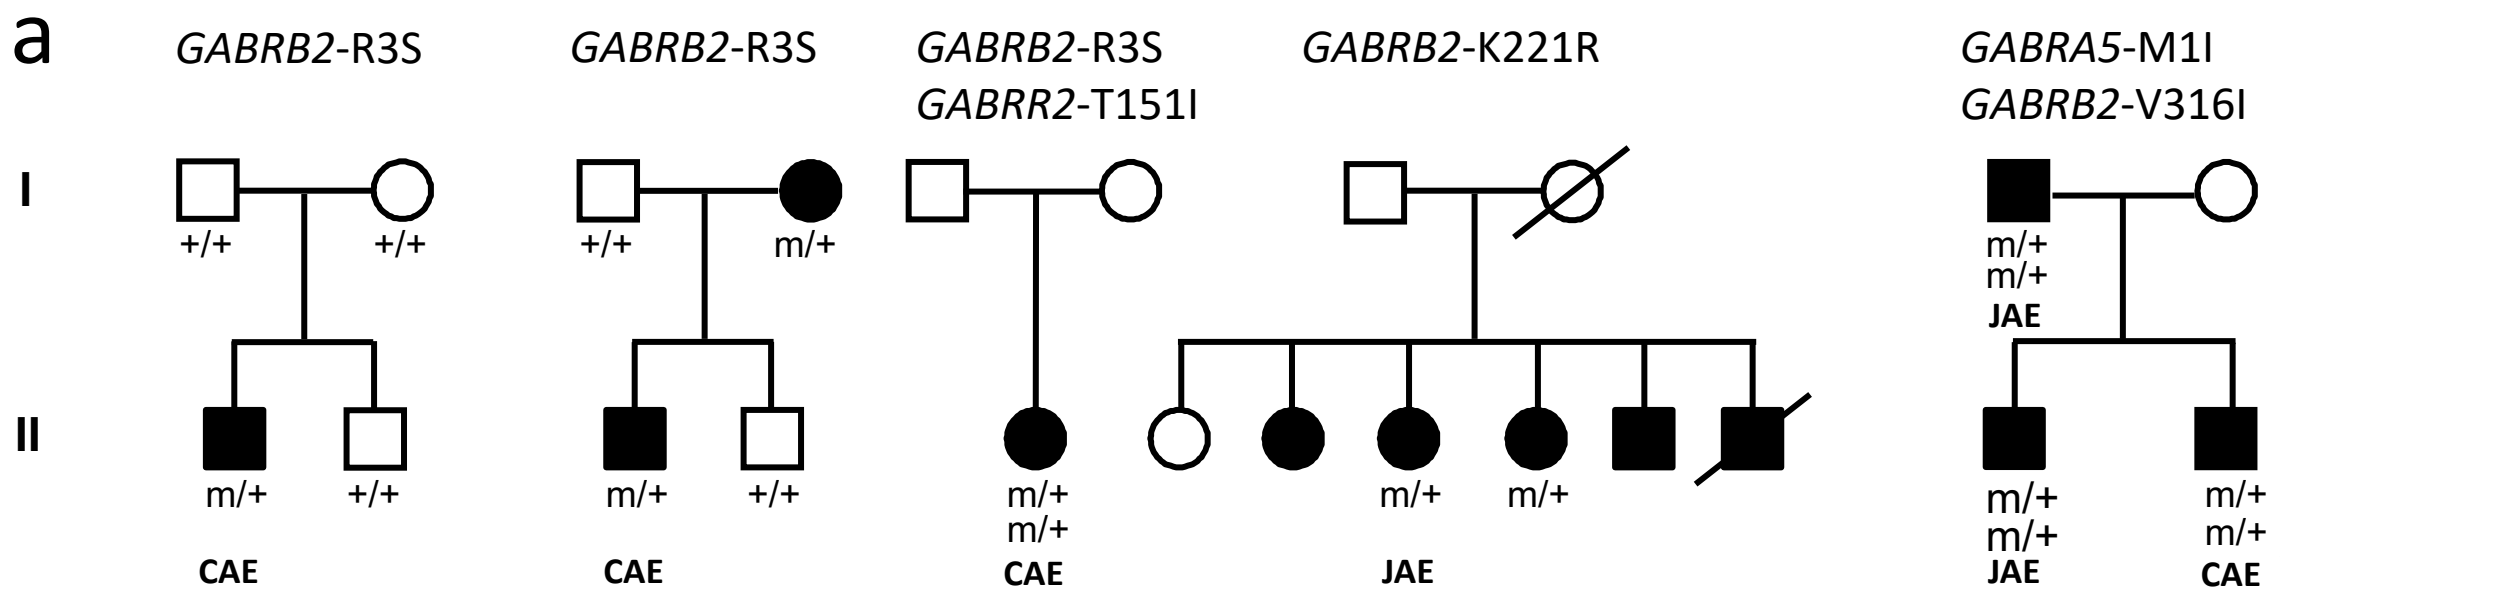 a
GABRB2-R3S GABRB2-R3S GABRB2-R3S GABRB2-K221R GABRA5-M1I
GABRR2-T151I GABRB2-V316I
I
+/+ +/+ +/+ m/+ m/+
m/+
JAE
II
m/+ +/+ m/+ +/+ m/+ m/+ m/+ m/+ m/+
m/+ m/+ m/+
CAE CAE CAE JAE JAE CAE